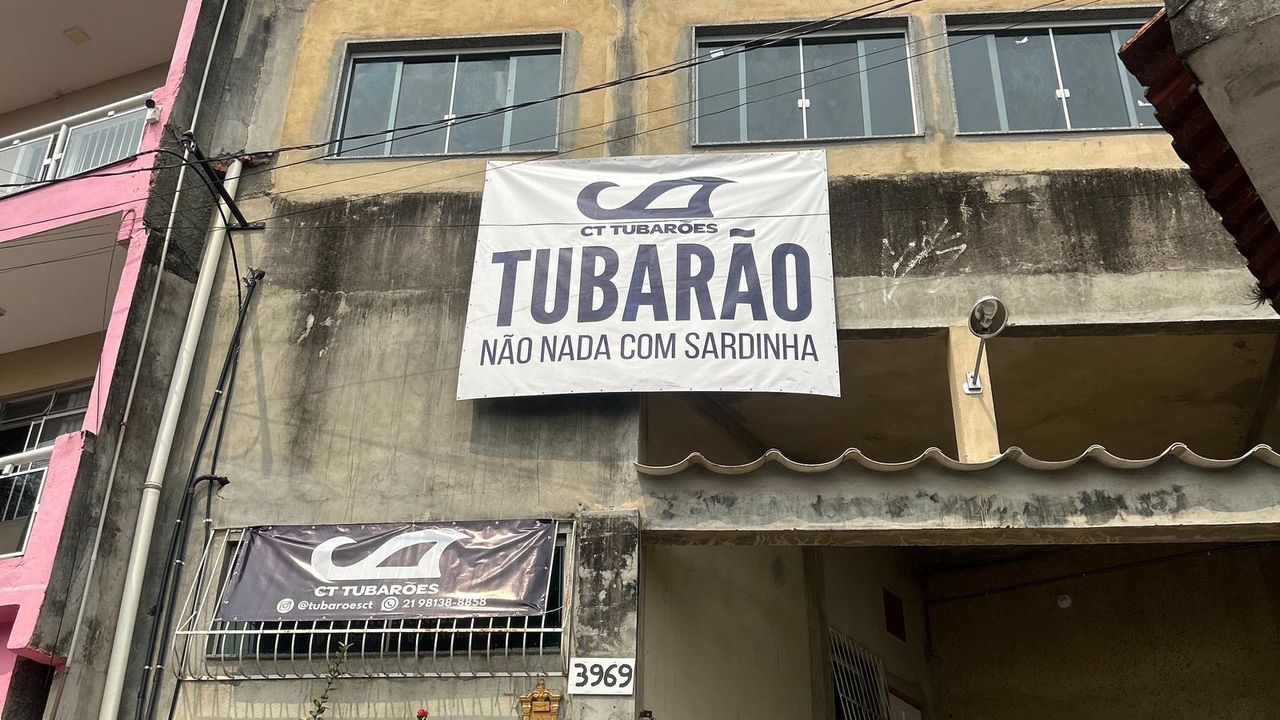 CT TUBARÕES
TUBARÃO
NÃO NADA COM SARDINHA
CT TUBARÕES
@tubaroesct 21 98138-8858
3969